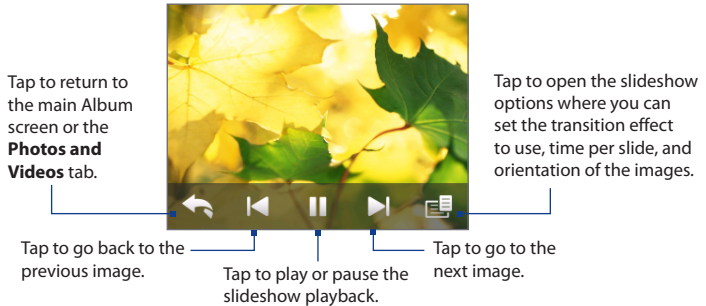 Tap to return to
the main Album
screen or the
Photos and
Videos tab.
Tap to open the slideshow
options where you can
set the transition effect
to use, time per slide, and
orientation of the images.
Tap to go back to the
previous image.
Tap to play or pause the
slideshow playback.
Tap to go to the
next image.